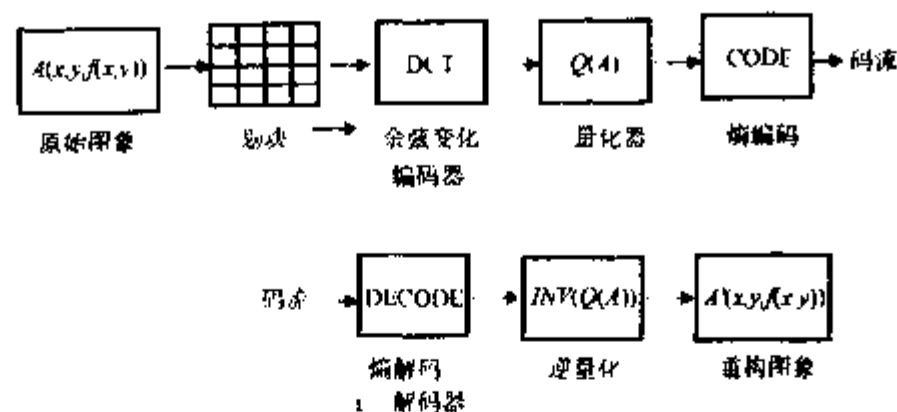 A(x,y,f(x,y))
DCT
Q(A)
CODE
码流
原始图象
划块
余弦变化
量化器
熵编码
编码器
码流
DECODE
INV(Q(A))
A'(x,y,f(x,y))
熵解码
逆量化
重构图象
解码器